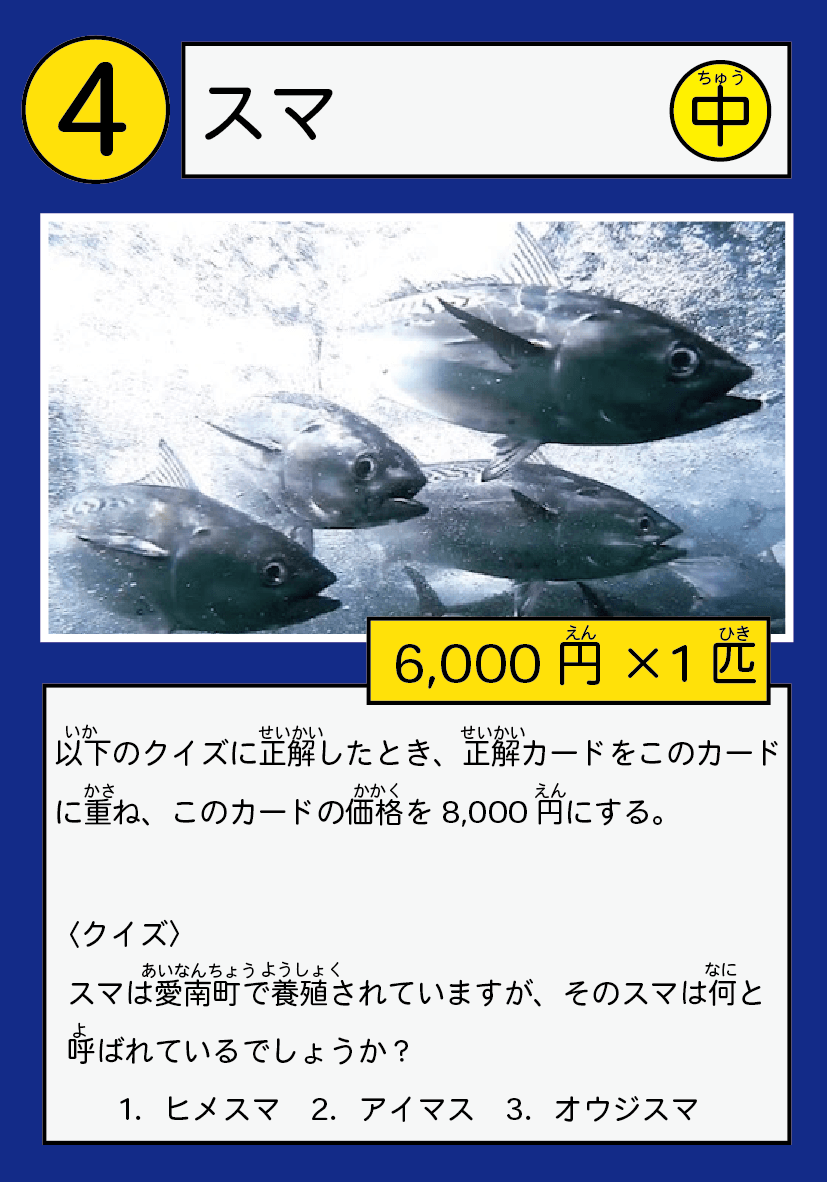 4
スマ
ちゅう
中
えん ひき
6,000円 ×1匹
いか せいかい せいかい
以下のクイズに正解したとき、正解カードをこのカード
かさ かかく えん
に重ね、このカードの価格を8,000円にする。
〈クイズ〉
あいなんちょう ようしょく なに
スマは愛南町で養殖されていますが、そのスマは何と
よ
呼ばれているでしょうか？
1. ヒメスマ 2. アイマス 3. オウジスマ